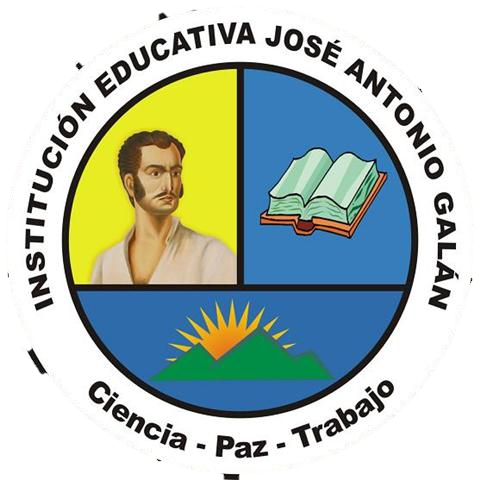 INSTITUCIÓN EDUCATIVA JOSÉ ANTONIO GALÁN
Ciencia - Paz - Trabajo